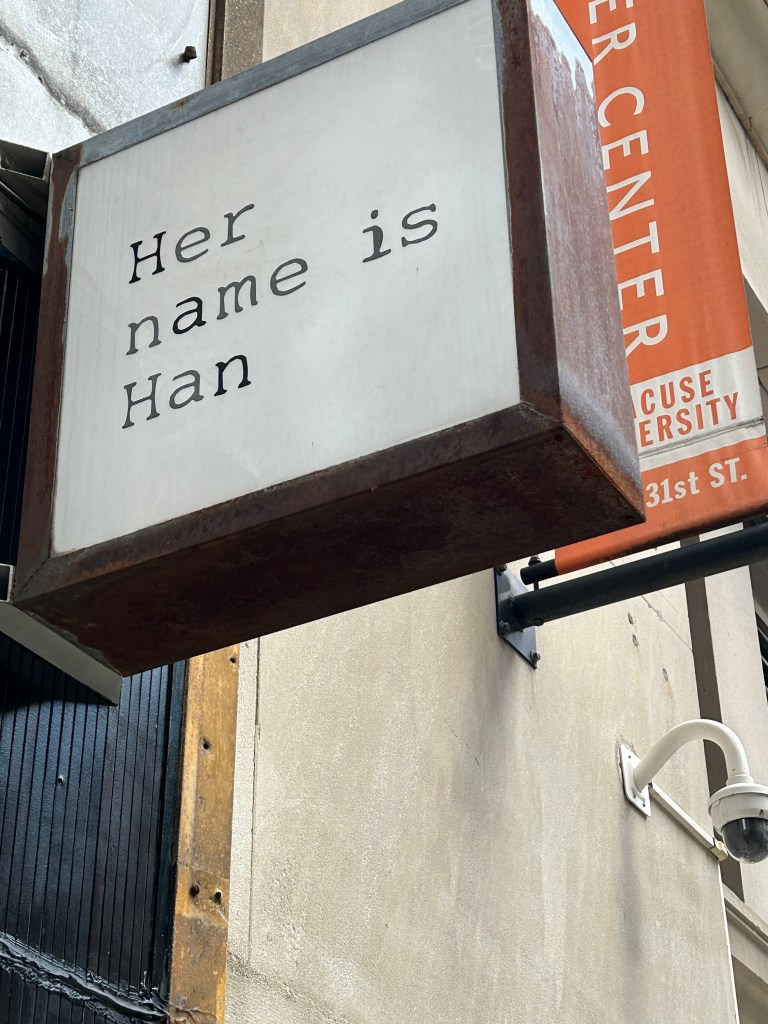 Her
name is
Han
ER CENTER
ACUSE
ERSITY
31st ST.